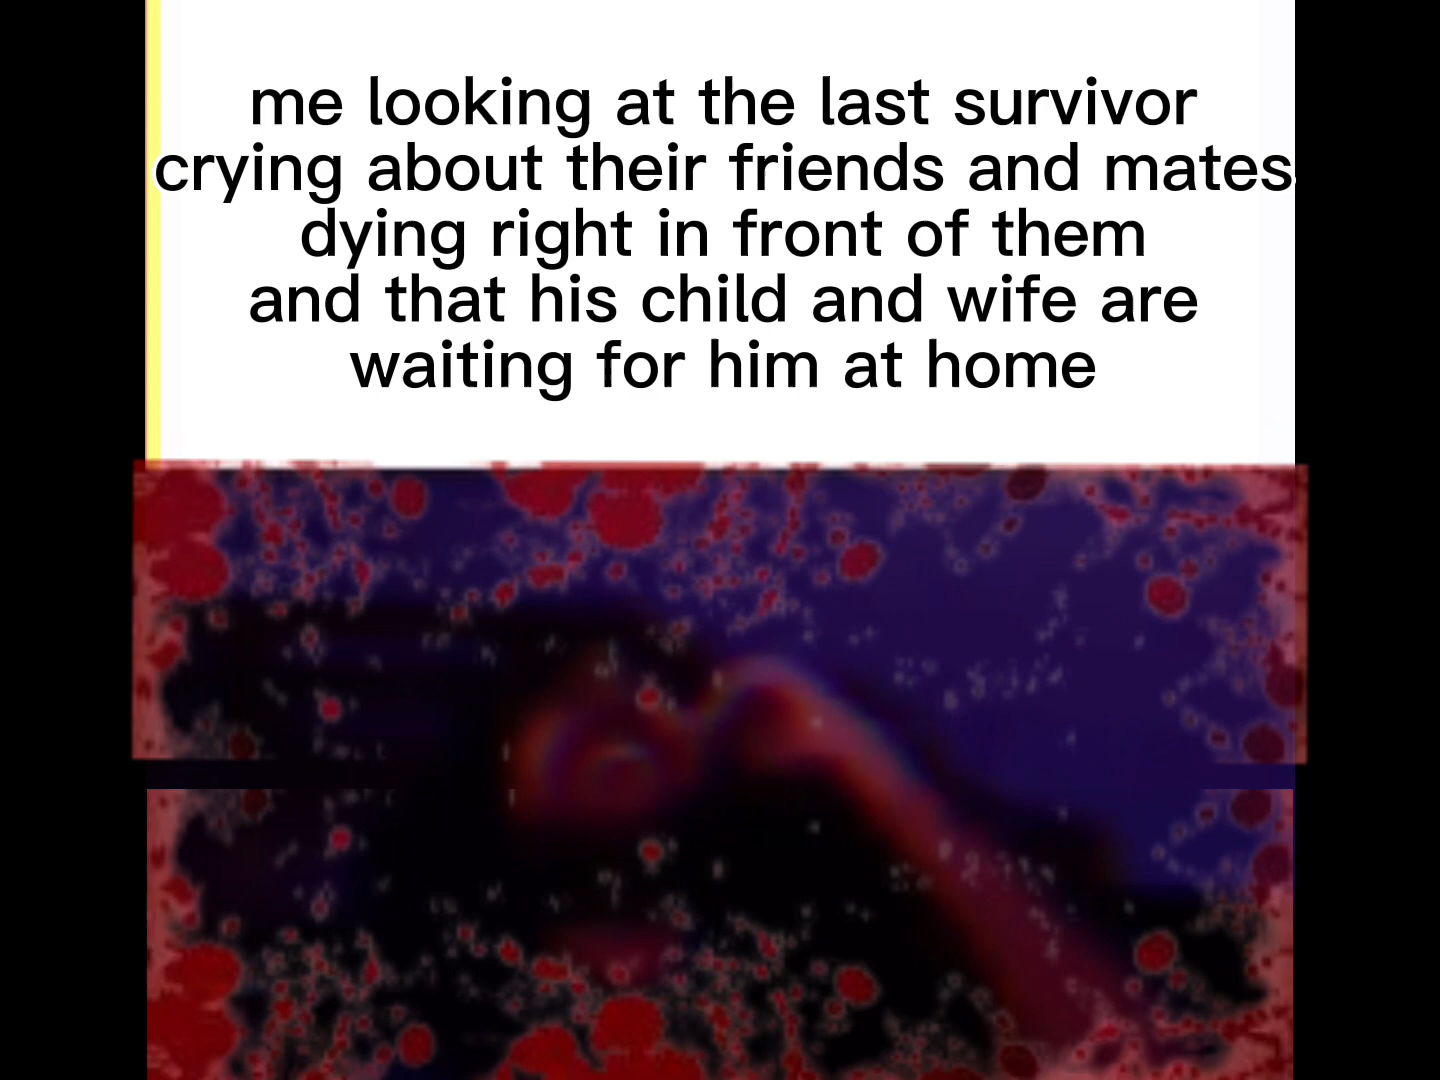 me looking at the last survivor
crying about their friends and mates
dying right in front of them
and that his child and wife are
waiting for him at home